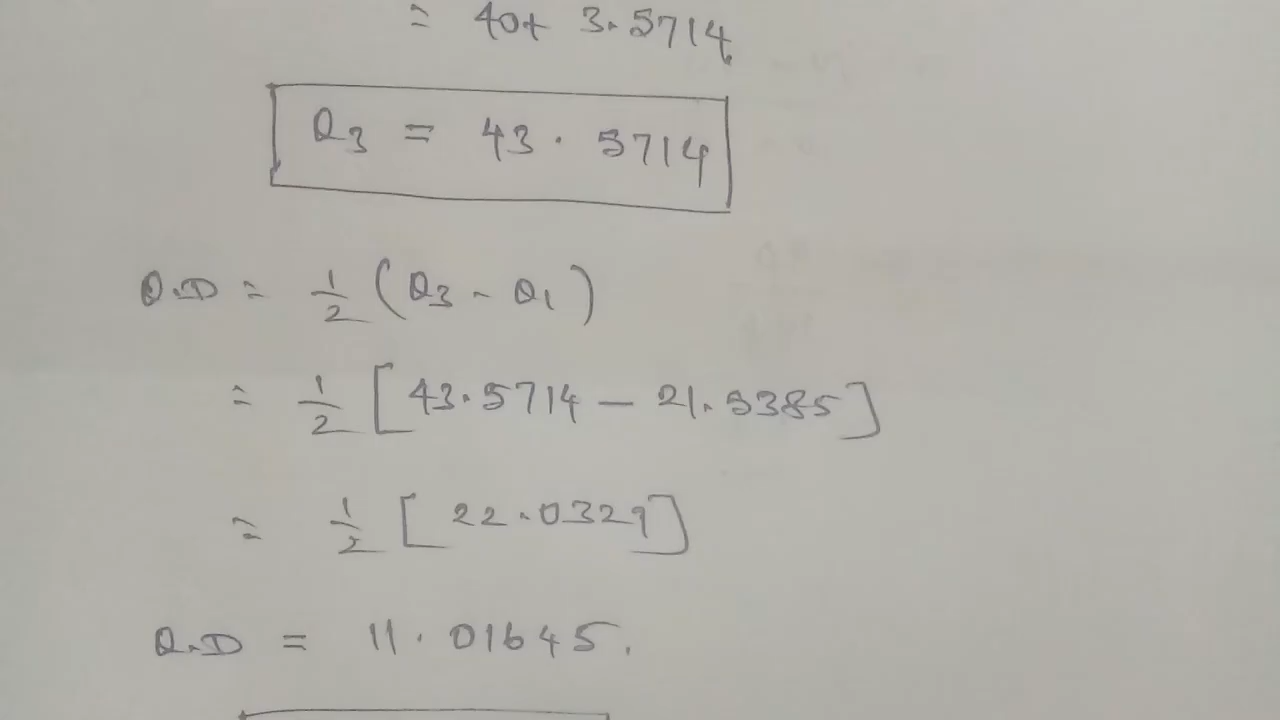 = 40+ 3.5714
Q3 = 43.5714
Q.D = 1/2 (Q3 - Q1)
= 1/2 [43.5714 - 21.5385]
= 1/2 [22.0329]
Q.D = 11.01645.